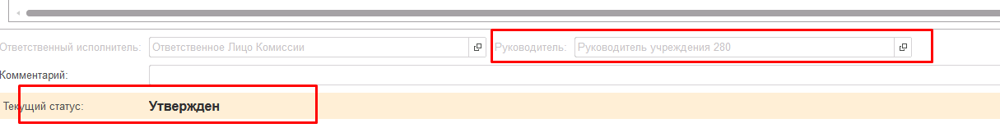 Ответственный исполнитель: Ответственное Лицо Комиссии Руководитель: Руководитель учреждения 280
Комментарий:
Текущий статус: Утвержден